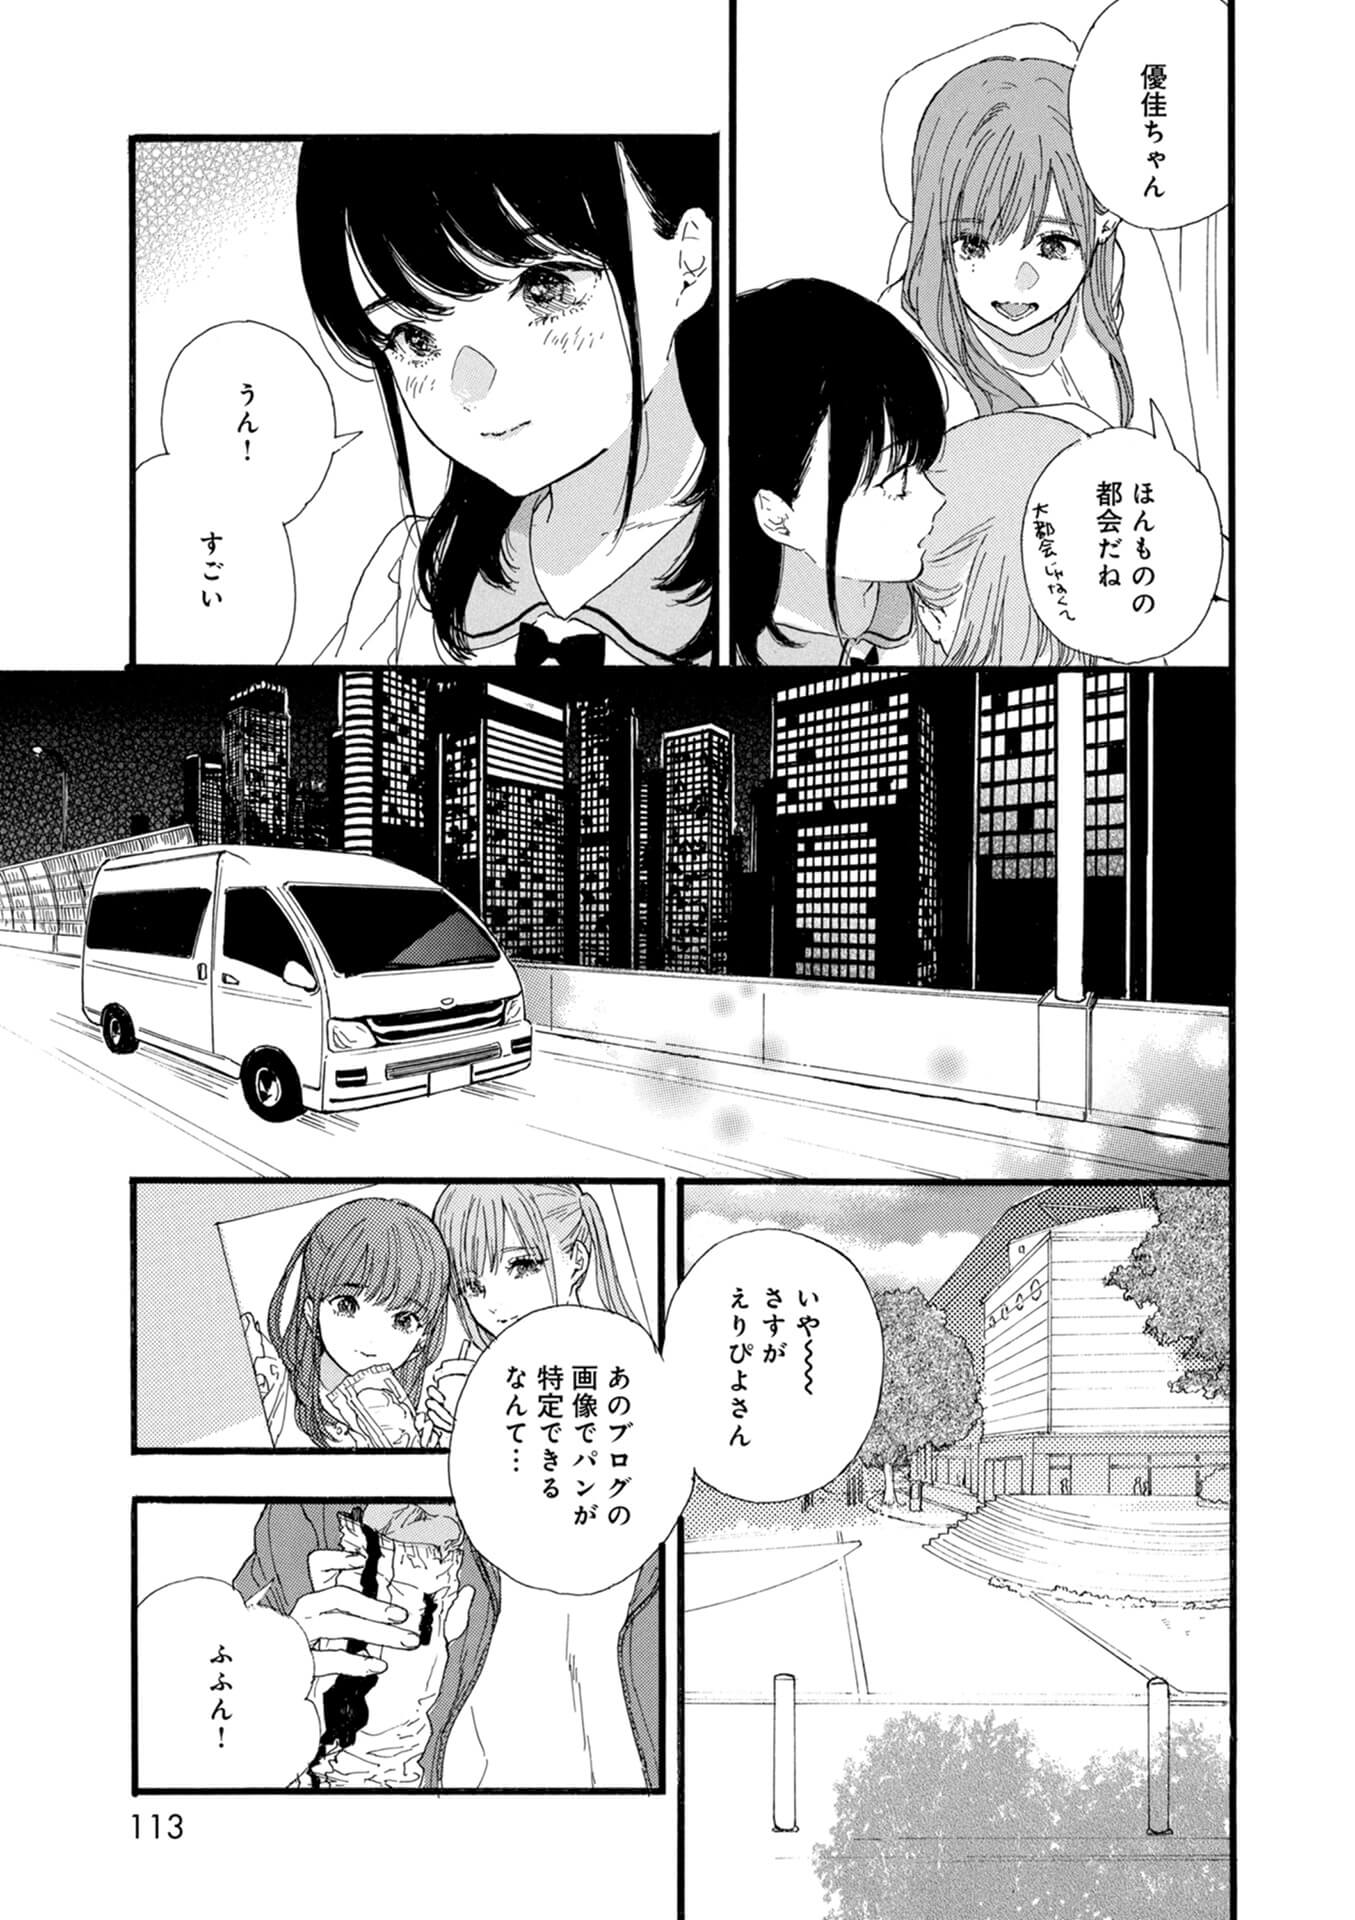 優佳ちゃん
ほんものの
都会だね
大都会じゃなく〜
うん！
すごい
いや〜〜〜
さすが
えりぴよさん
あのブログの
画像でパンが
特定できる
なんて…
ふふん！
113